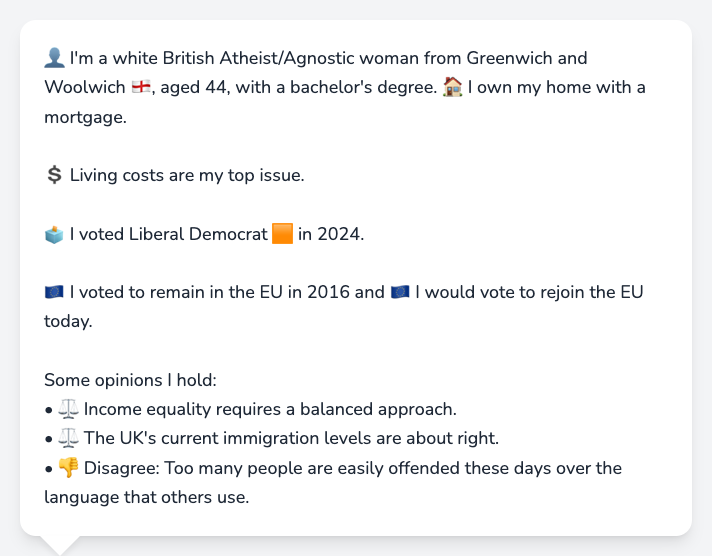 👤 I'm a white British Atheist/Agnostic woman from Greenwich and
Woolwich 🏴󠁧󠁢󠁥󠁮󠁧󠁿, aged 44, with a bachelor's degree. 🏠 I own my home with a
mortgage.
💲 Living costs are my top issue.
🗳️ I voted Liberal Democrat 🟧 in 2024.
🇪🇺 I voted to remain in the EU in 2016 and 🇪🇺 I would vote to rejoin the EU
today.
Some opinions I hold:
• ⚖️ Income equality requires a balanced approach.
• ⚖️ The UK's current immigration levels are about right.
• 👎 Disagree: Too many people are easily offended these days over the
language that others use.